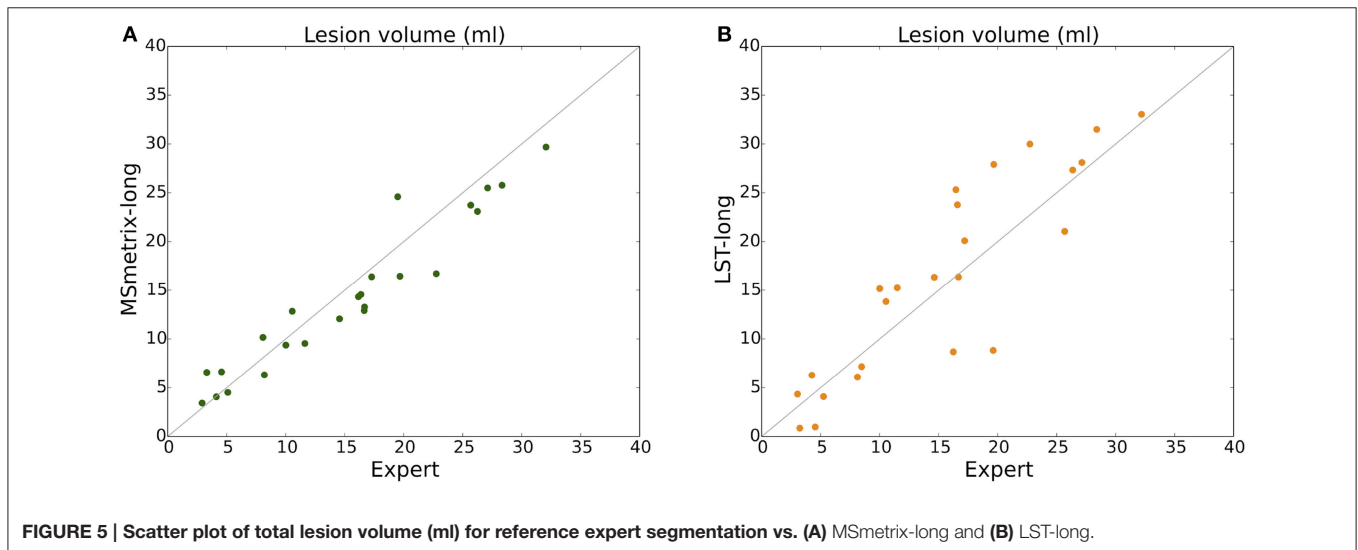 A
Lesion volume (ml)
40
35
30
25
20
15
10
5
0
MSmetrix-long
0 5 10 15 20 25 30 35 40
Expert
B
Lesion volume (ml)
40
35
30
25
20
15
10
5
0
LST-long
0 5 10 15 20 25 30 35 40
Expert
FIGURE 5 | Scatter plot of total lesion volume (ml) for reference expert segmentation vs. (A) MSmetrix-long and (B) LST-long.